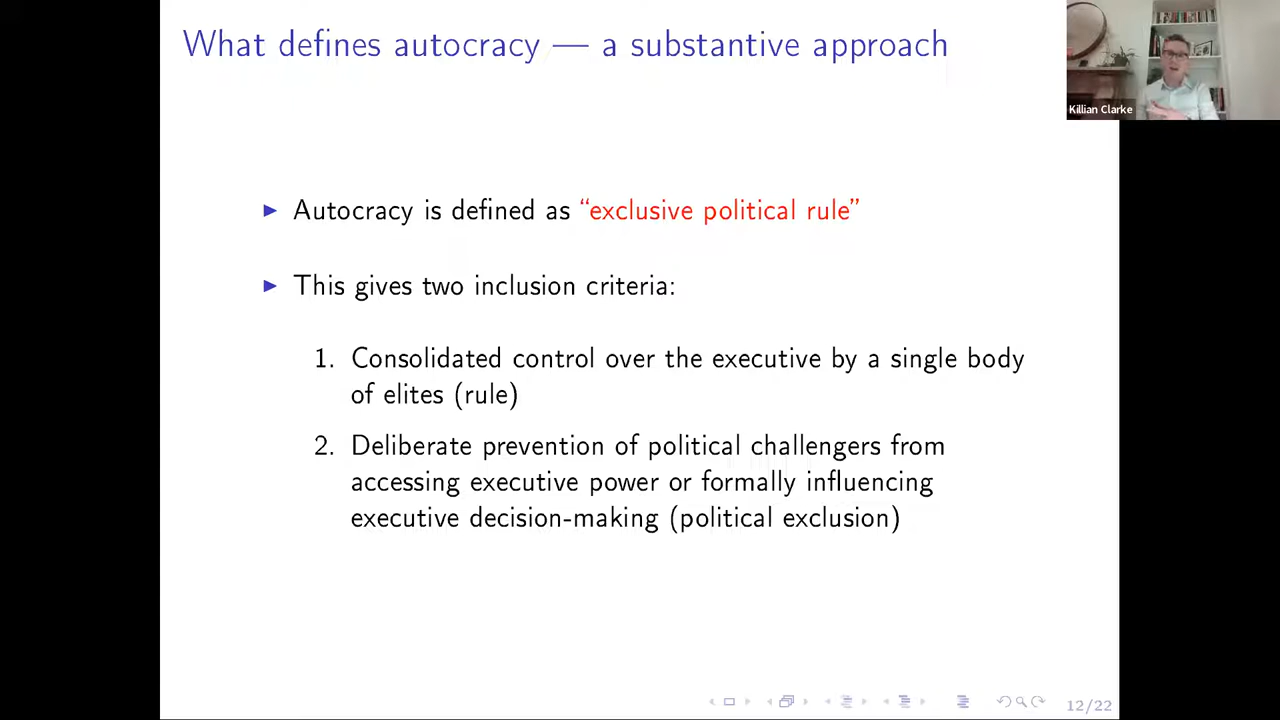 What defines autocracy — a substantive approach
Killian Clarke
▶ Autocracy is defined as “exclusive political rule”
▶ This gives two inclusion criteria:
1. Consolidated control over the executive by a single body
of elites (rule)
2. Deliberate prevention of political challengers from
accessing executive power or formally influencing
executive decision-making (political exclusion)
12/22